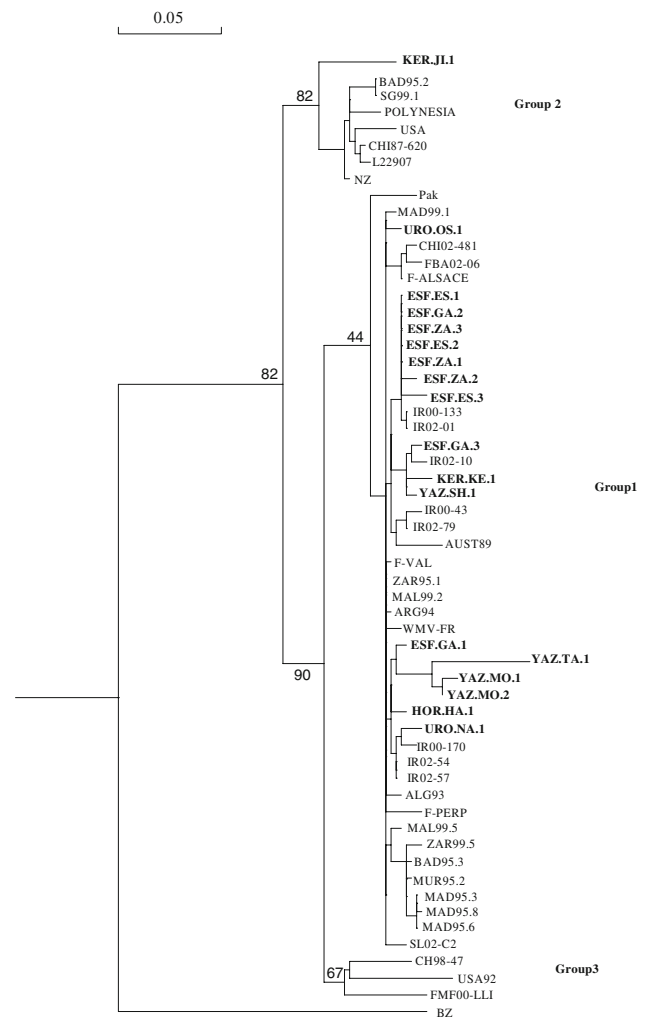 0.05
KER.JI.1
82
BAD95.2
SG99.1
Group 2
POLYNESIA
USA
CHI87-620
L22907
NZ
Pak
MAD99.1
URO.OS.1
CHI02-481
FBA02-06
F-ALSACE
ESF.ES.1
ESF.GA.2
ESF.ZA.3
44
ESF.ES.2
ESF.ZA.1
82
ESF.ZA.2
ESF.ES.3
IR00-133
IR02-01
ESF.GA.3
IR02-10
KER.KE.1
Group1
YAZ.SH.1
IR00-43
IR02-79
AUST89
F-VAL
ZAR95.1
MAL99.2
ARG94
WMV-FR
ESF.GA.1
YAZ.TA.1
90
YAZ.MO.1
YAZ.MO.2
HOR.HA.1
URO.NA.1
IR00-170
IR02-54
IR02-57
ALG93
F-PERP
MAL99.5
ZAR99.5
BAD95.3
MUR95.2
MAD95.3
MAD95.8
MAD95.6
SL02-C2
CH98-47
Group3
67
USA92
FMF00-LLI
BZ